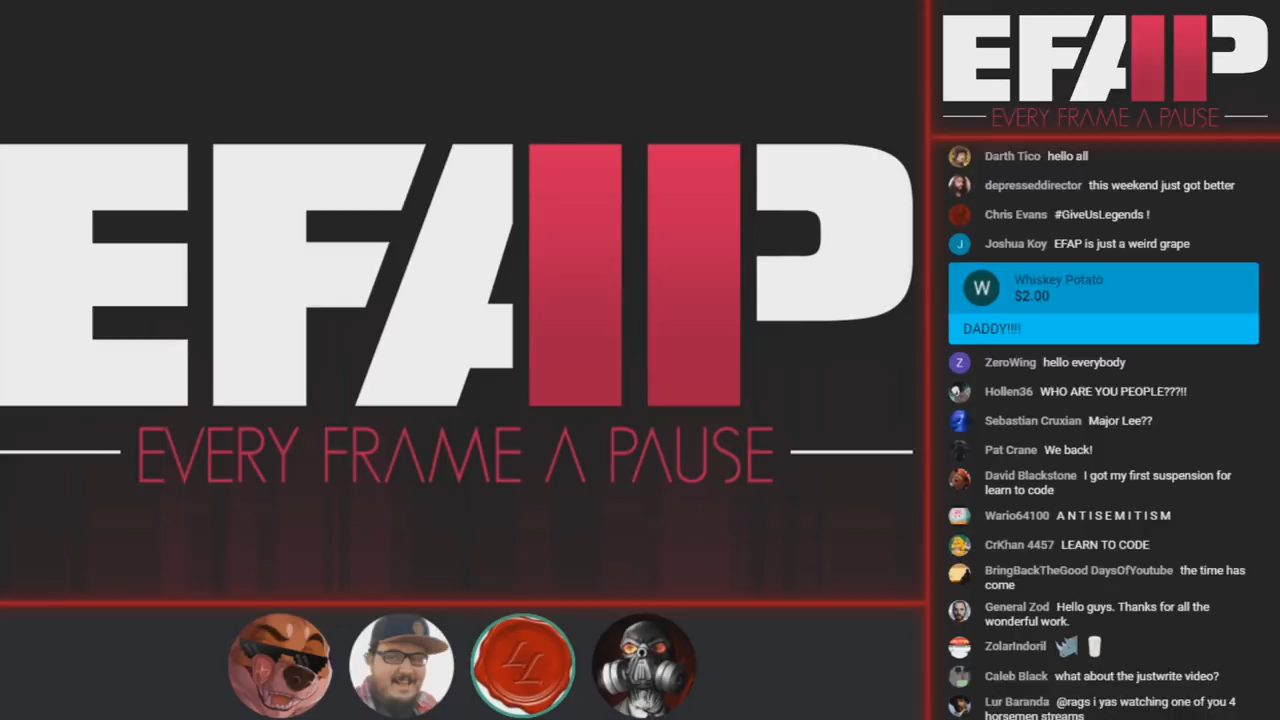 EFAP
EVERY FRAME A PAUSE
EFAP
EVERY FRAME A PAUSE
Darth Tico hello all
depresseddirector this weekend just got better
Chris Evans #GiveUsLegends !
J Joshua Koy EFAP is just a weird grape
W Whiskey Potato
$2.00
DADDY!!!!
Z ZeroWing hello everybody
Hollen36 WHO ARE YOU PEOPLE???!!
Sebastian Cruxian Major Lee??
Pat Crane We back!
David Blackstone I got my first suspension for
learn to code
Wario64100 A N T I S E M I T I S M
CrKhan 4457 LEARN TO CODE
BringBackTheGood DaysOfYoutube the time has
come
General Zod Hello guys. Thanks for all the
wonderful work.
ZolarIndoril
Caleb Black what about the justwrite video?
Lur Baranda @rags i yas watching one of you 4
horsemen streams
LL